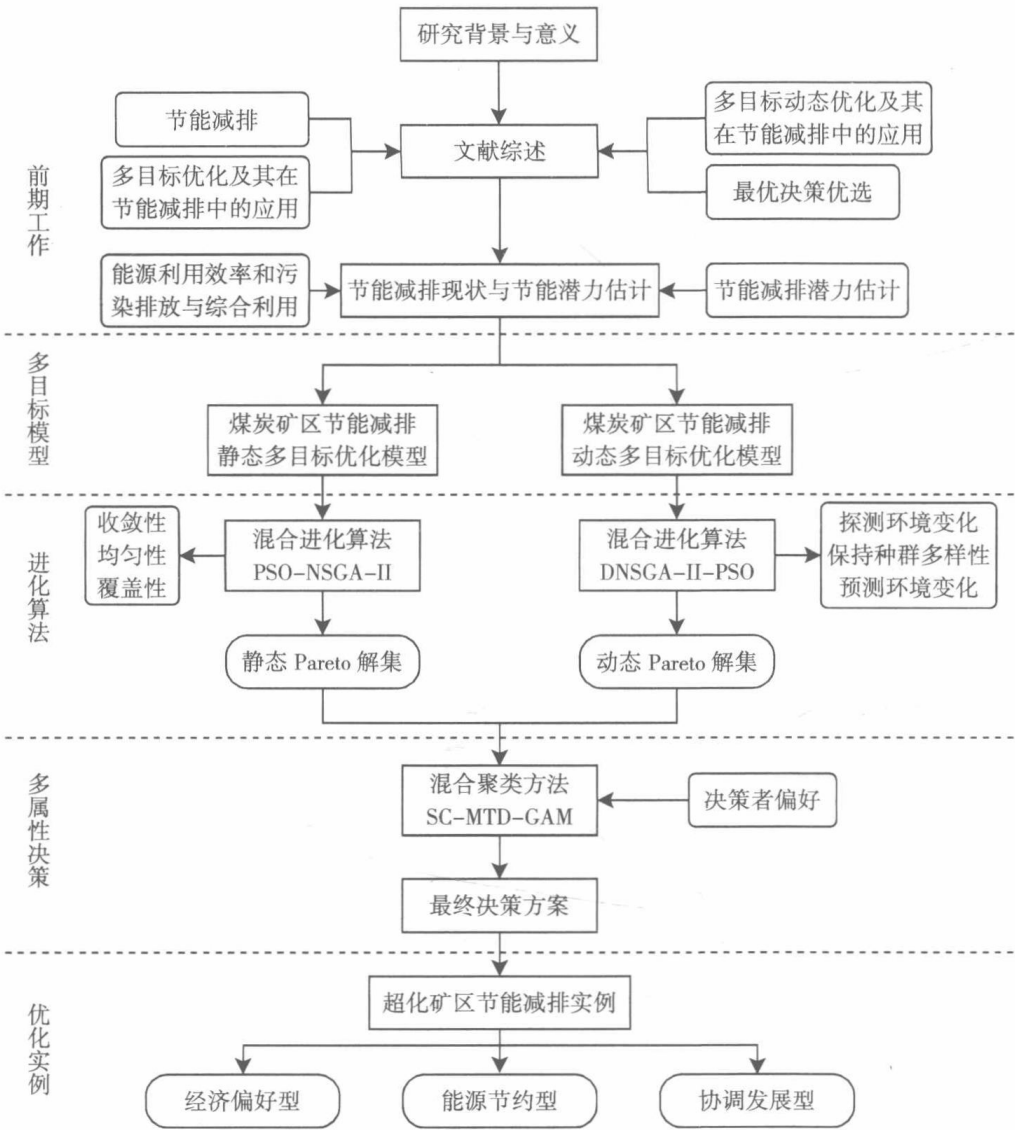 研究背景与意义
节能减排
多目标优化及其在
节能减排中的应用
文献综述
多目标动态优化及其
在节能减排中的应用
最优决策优选
前期工作
能源利用效率和污
染排放与综合利用
节能减排现状与节能潜力估计
节能减排潜力估计
多目标模型
煤炭矿区节能减排
静态多目标优化模型
煤炭矿区节能减排
动态多目标优化模型
进化算法
收敛性
均匀性
覆盖性
混合进化算法
PSO-NSGA-II
混合进化算法
DNSGA-II-PSO
探测环境变化
保持种群多样性
预测环境变化
静态 Pareto 解集
动态 Pareto 解集
多属性决策
混合聚类方法
SC-MTD-GAM
决策者偏好
最终决策方案
优化实例
超化矿区节能减排实例
经济偏好型
能源节约型
协调发展型